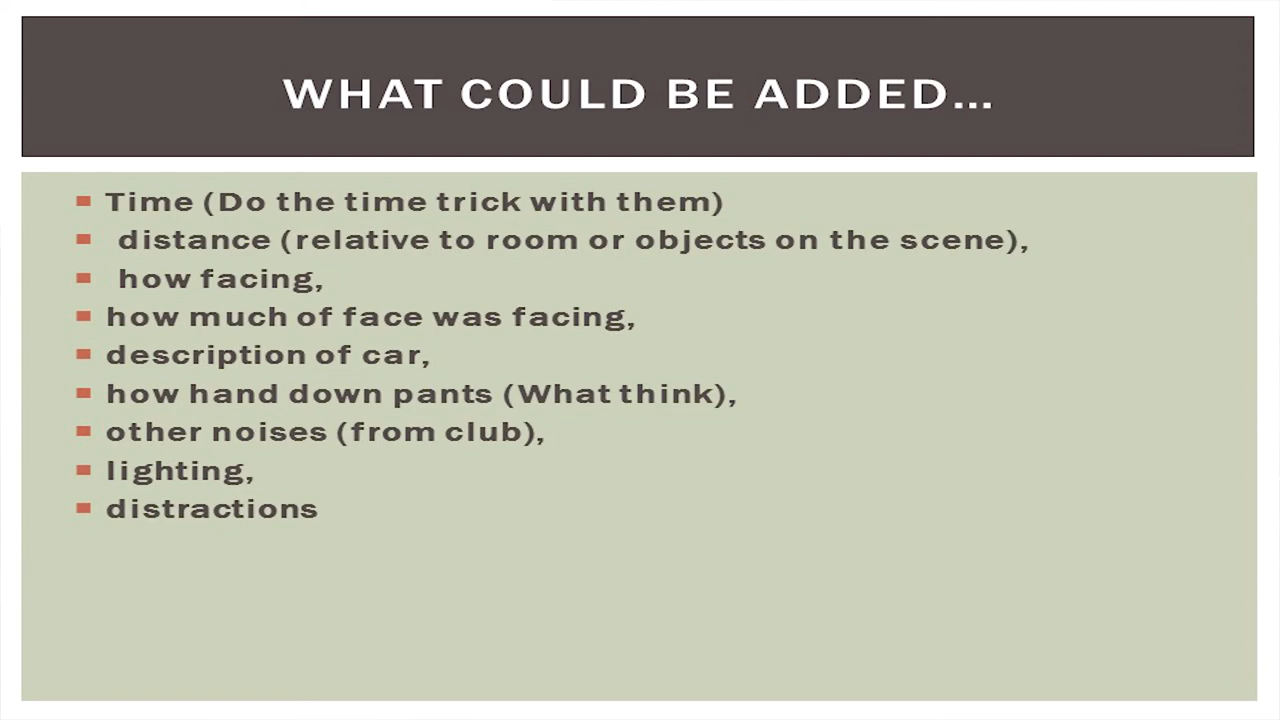 WHAT COULD BE ADDED...
Time (Do the time trick with them)
distance (relative to room or objects on the scene),
how facing,
how much of face was facing,
description of car,
how hand down pants (What think),
other noises (from club),
lighting,
distractions